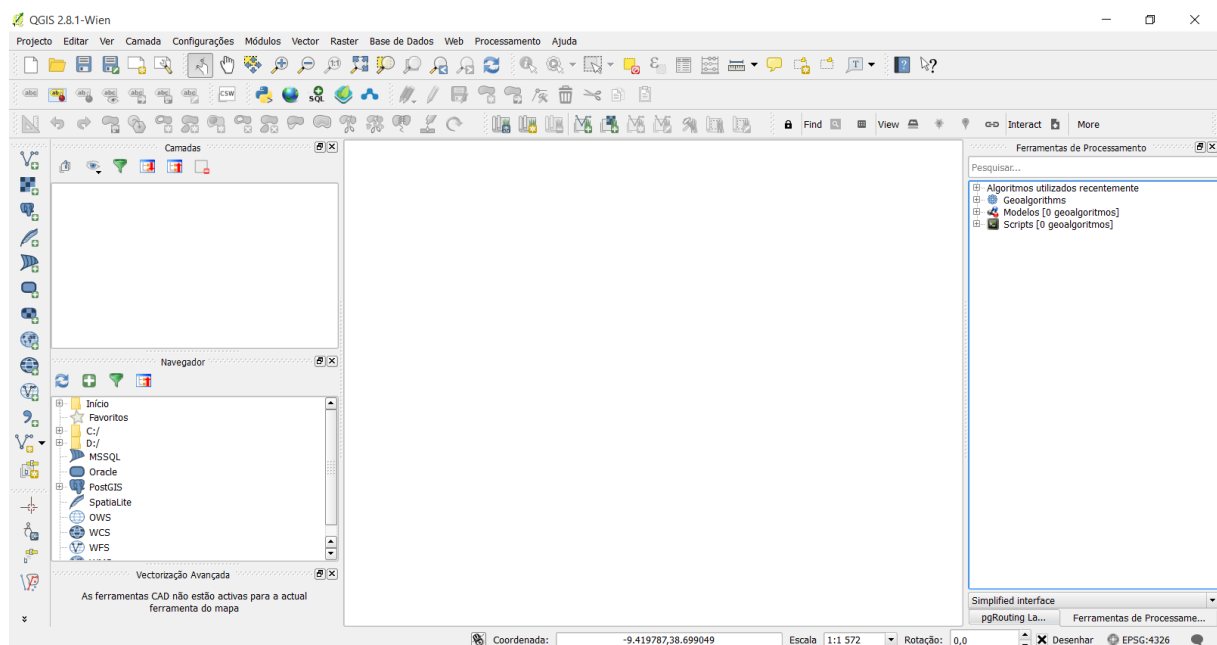 QGIS 2.8.1-Wien
Projecto Editar Ver Camada Configurações Módulos Vector Raster Base de Dados Web Processamento Ajuda
CSW SQL
Find View Interact More
Camadas
Ferramentas de Processamento
Pesquisar...
Algoritmos utilizados recentemente
Geoalgorithms
Modelos [0 geoalgoritmos]
Scripts [0 geoalgoritmos]
Navegador
Início
Favoritos
C:/
D:/
MSSQL
Oracle
PostGIS
SpatiaLite
OWS
WCS
WFS
Vectorização Avançada
As ferramentas CAD não estão activas para a actual
ferramenta do mapa
Simplified interface
pgRouting La... Ferramentas de Processame...
Coordenada: -9.419787,38.699049 Escala 1:1 572 Rotação: 0,0 Desenhar EPSG:4326